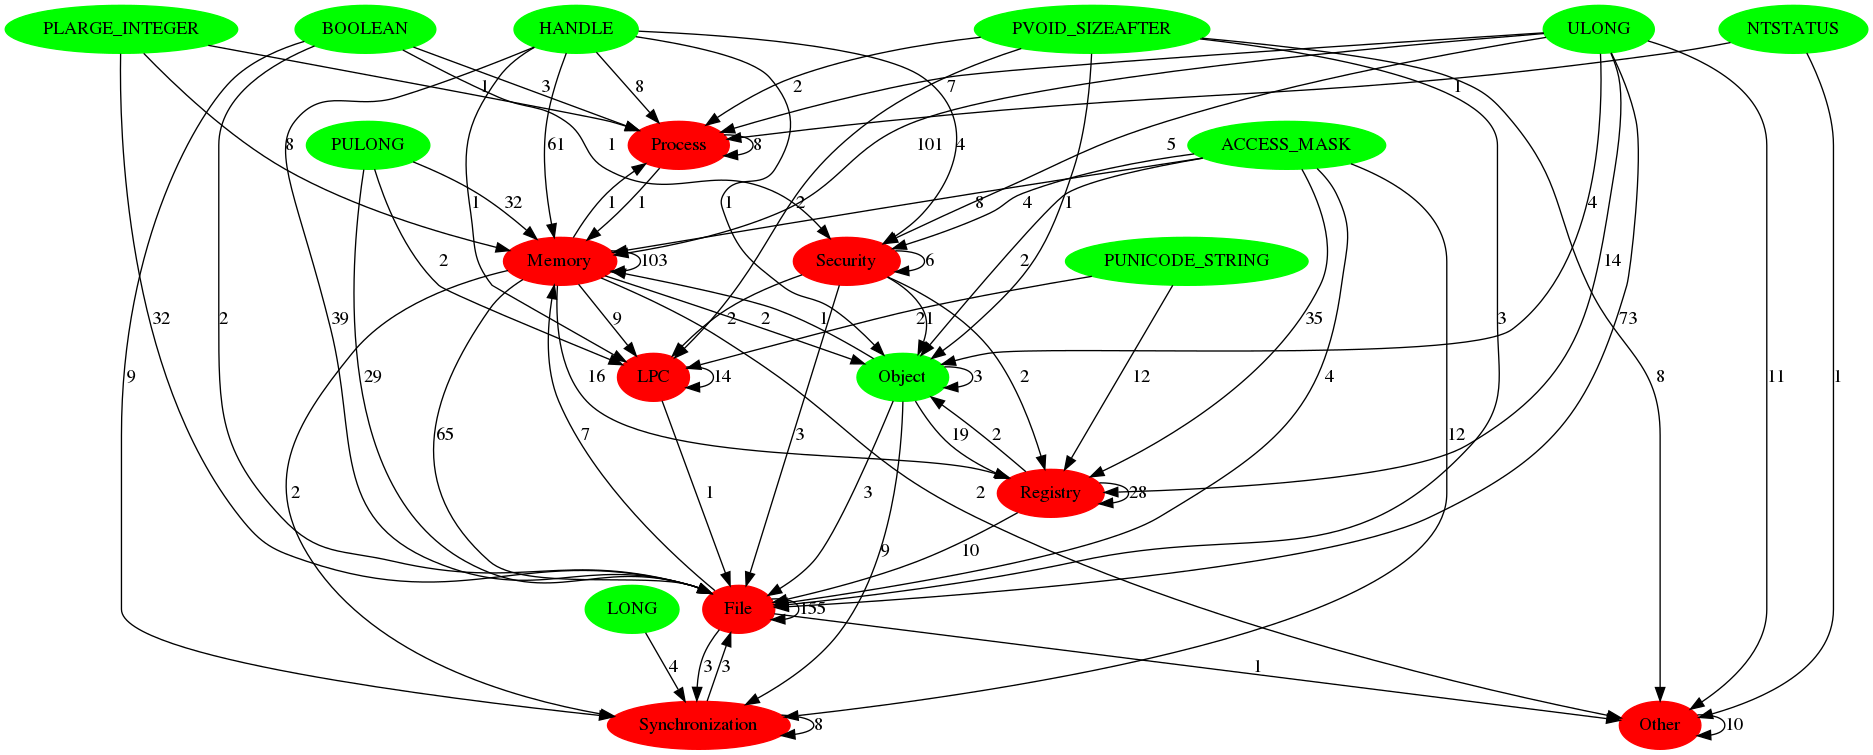 PLARGE_INTEGER BOOLEAN HANDLE PVOID_SIZEAFTER ULONG NTSTATUS
1 3 8 2 7 1
PULONG 8 1 61 Process 8 101 4 5 ACCESS_MASK
32 1 1 1 1 2 8 4 1 4
2 Memory 103 Security 6 2 PUNICODE_STRING 14
32 2 39 9 2 2 1 21 35 3 73
9 29 16 LPC 14 Object 3 2 12 4 8 11 1
65 7 3 19 2 12
2 1 3 2 Registry 28
9 10
LONG File 155
4 3 3 1
Synchronization 8 Other 10